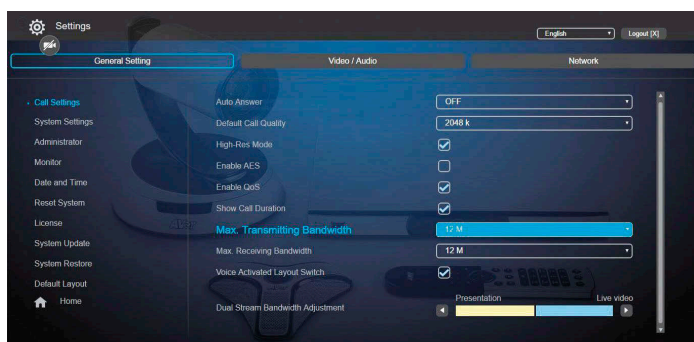 Settings
English
Logout [X]
General Setting
Video / Audio
Network
Call Settings
System Settings
Administrator
Monitor
Date and Time
Reset System
License
System Update
System Restore
Default Layout
Home
Auto Answer
OFF
Default Call Quality
2048 k
High-Res Mode
Enable AES
Enable QoS
Show Call Duration
Max. Transmitting Bandwidth
12 M
Max. Receiving Bandwidth
12 M
Voice Activated Layout Switch
Presentation
Live video
Dual Stream Bandwidth Adjustment